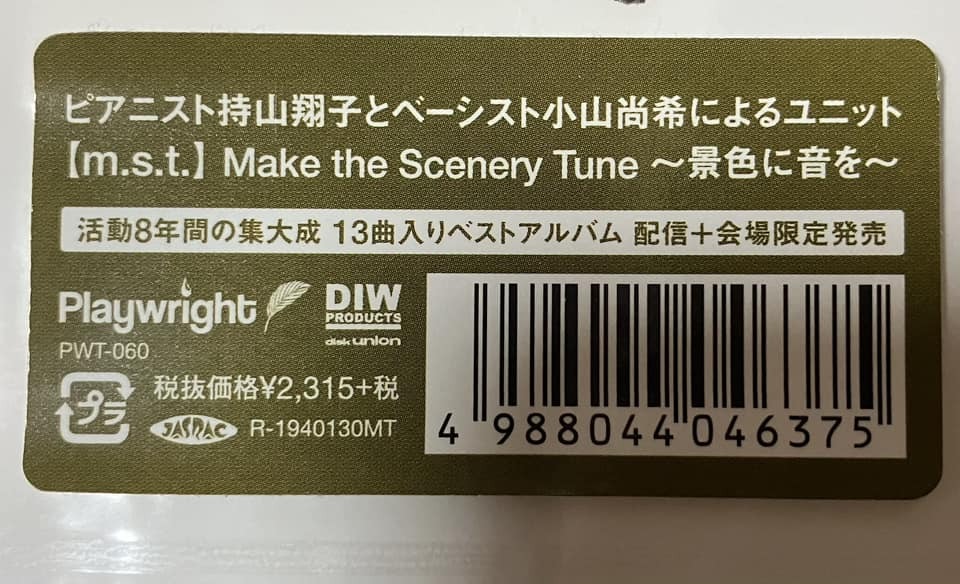 ピアニスト持山翔子とベーシスト小山尚希によるユニット
【m.s.t.】 Make the Scenery Tune ～景色に音を～
活動8年間の集大成 13曲入りベストアルバム 配信＋会場限定発売
Playwright
DIW
PRODUCTS
disk union
PWT-060
プラ
税抜価格¥2,315+税
JASRAC
R-1940130MT
4 988044 046375